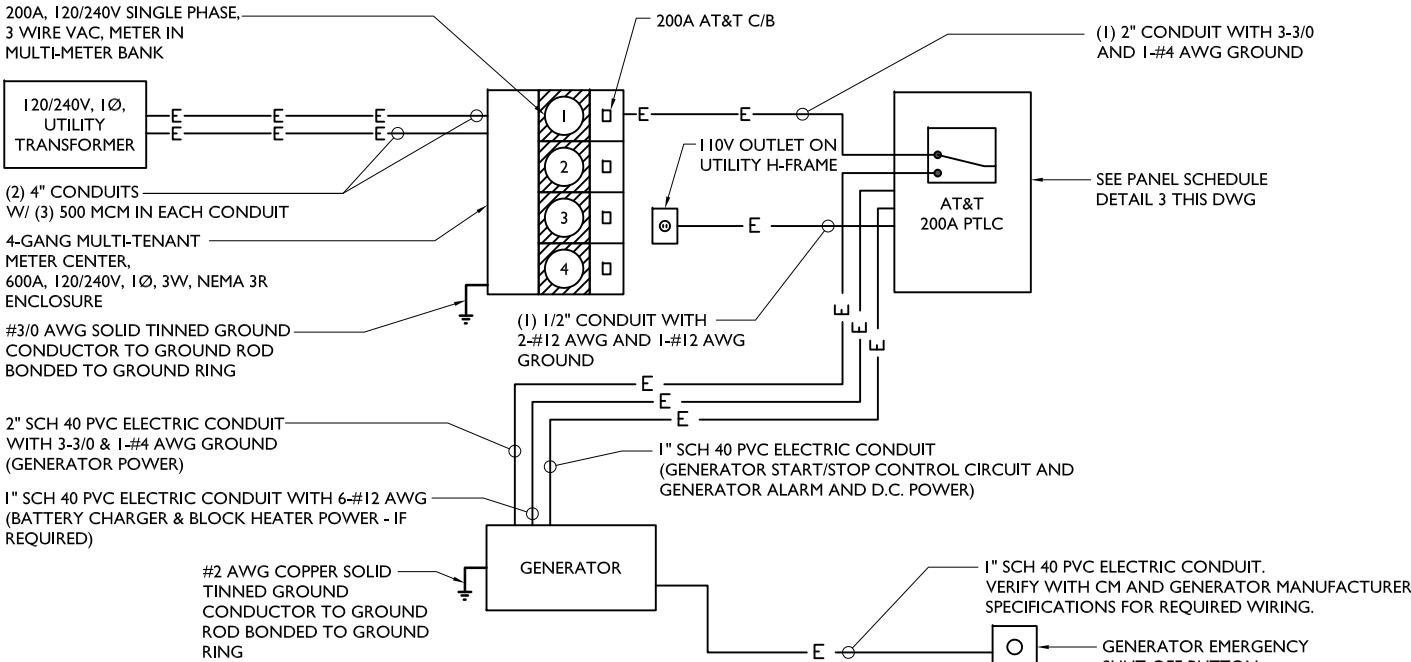 200A, 120/240V SINGLE PHASE,
3 WIRE VAC, METER IN
MULTI-METER BANK
200A AT&T C/B
(1) 2" CONDUIT WITH 3-3/0
AND 1-#4 AWG GROUND
120/240V, 1Ø,
UTILITY
TRANSFORMER
E E E
E E E
1
2
3
4
E E
110V OUTLET ON
UTILITY H-FRAME
E
AT&T
200A PTLC
SEE PANEL SCHEDULE
DETAIL 3 THIS DWG
(2) 4" CONDUITS
W/ (3) 500 MCM IN EACH CONDUIT
4-GANG MULTI-TENANT
METER CENTER,
600A, 120/240V, 1Ø, 3W, NEMA 3R
ENCLOSURE
#3/0 AWG SOLID TINNED GROUND
CONDUCTOR TO GROUND ROD
BONDED TO GROUND RING
(1) 1/2" CONDUIT WITH
2-#12 AWG AND 1-#12 AWG
GROUND
E
E
E
E
E
E
2" SCH 40 PVC ELECTRIC CONDUIT
WITH 3-3/0 & 1-#4 AWG GROUND
(GENERATOR POWER)
1" SCH 40 PVC ELECTRIC CONDUIT
(GENERATOR START/STOP CONTROL CIRCUIT AND
GENERATOR ALARM AND D.C. POWER)
1" SCH 40 PVC ELECTRIC CONDUIT WITH 6-#12 AWG
(BATTERY CHARGER & BLOCK HEATER POWER - IF
REQUIRED)
GENERATOR
#2 AWG COPPER SOLID
TINNED GROUND
CONDUCTOR TO GROUND
ROD BONDED TO GROUND
RING
1" SCH 40 PVC ELECTRIC CONDUIT.
VERIFY WITH CM AND GENERATOR MANUFACTURER
SPECIFICATIONS FOR REQUIRED WIRING.
E
GENERATOR EMERGENCY
SHUT-OFF BUTTON